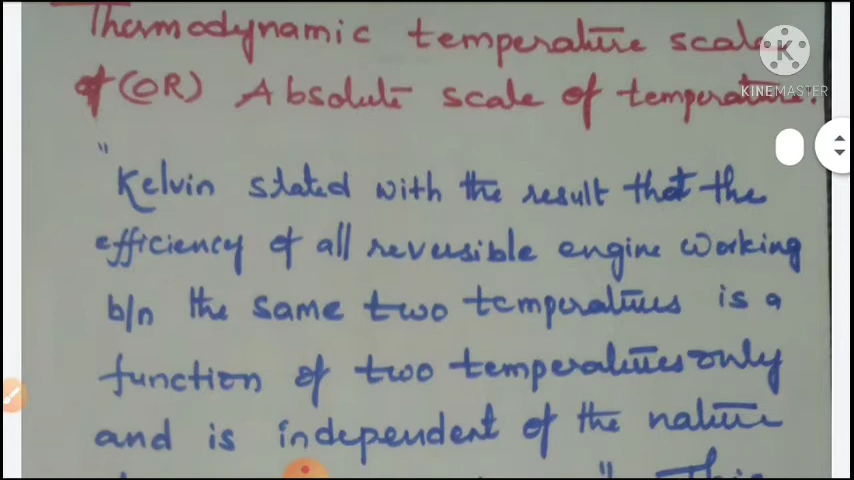 Thermodynamic temperature scale
of (OR) Absolute scale of temperature.
K
KINEMASTER
"Kelvin stated with the result that the
efficiency of all reversible engine working
b/n the same two temperatures is a
function of two temperatures only
and is independent of the nature
" This